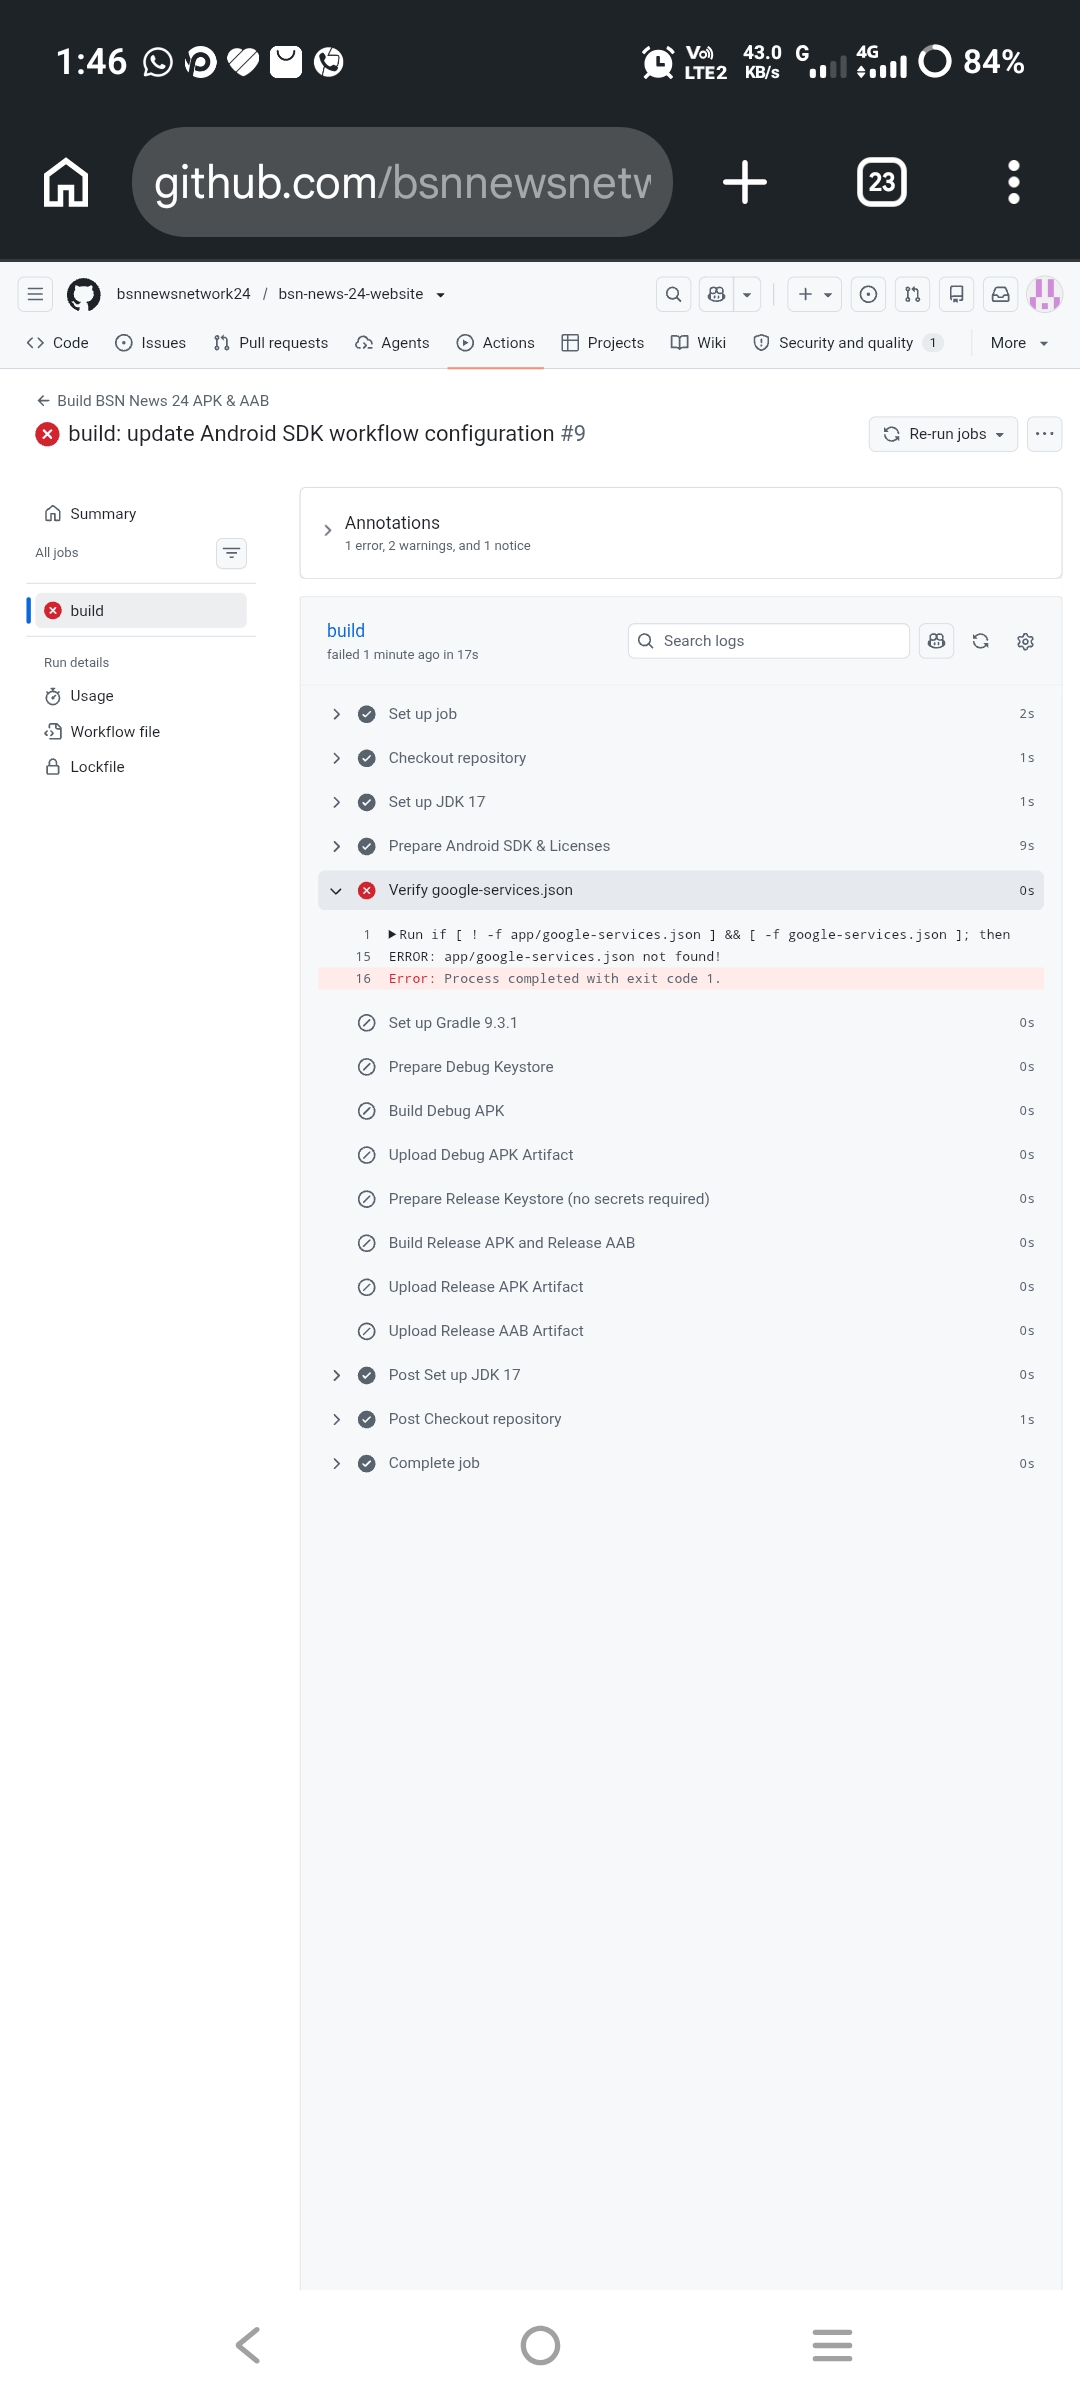 1:46
Vo)) LTE2
43.0 KB/s
G
4G
84%
github.com/bsnnewsnetw
23
bsnnewsnetwork24 / bsn-news-24-website
Code
Issues
Pull requests
Agents
Actions
Projects
Wiki
Security and quality 1
More
Build BSN News 24 APK & AAB
build: update Android SDK workflow configuration #9
Re-run jobs
Summary
All jobs
build
Run details
Usage
Workflow file
Lockfile
Annotations
1 error, 2 warnings, and 1 notice
build
failed 1 minute ago in 17s
Search logs
Set up job 2s
Checkout repository 1s
Set up JDK 17 1s
Prepare Android SDK & Licenses 9s
Verify google-services.json 0s
1 ▶Run if [ ! -f app/google-services.json ] && [ -f google-services.json ]; then
15 ERROR: app/google-services.json not found!
16 Error: Process completed with exit code 1.
Set up Gradle 9.3.1 0s
Prepare Debug Keystore 0s
Build Debug APK 0s
Upload Debug APK Artifact 0s
Prepare Release Keystore (no secrets required) 0s
Build Release APK and Release AAB 0s
Upload Release APK Artifact 0s
Upload Release AAB Artifact 0s
Post Set up JDK 17 0s
Post Checkout repository 1s
Complete job 0s